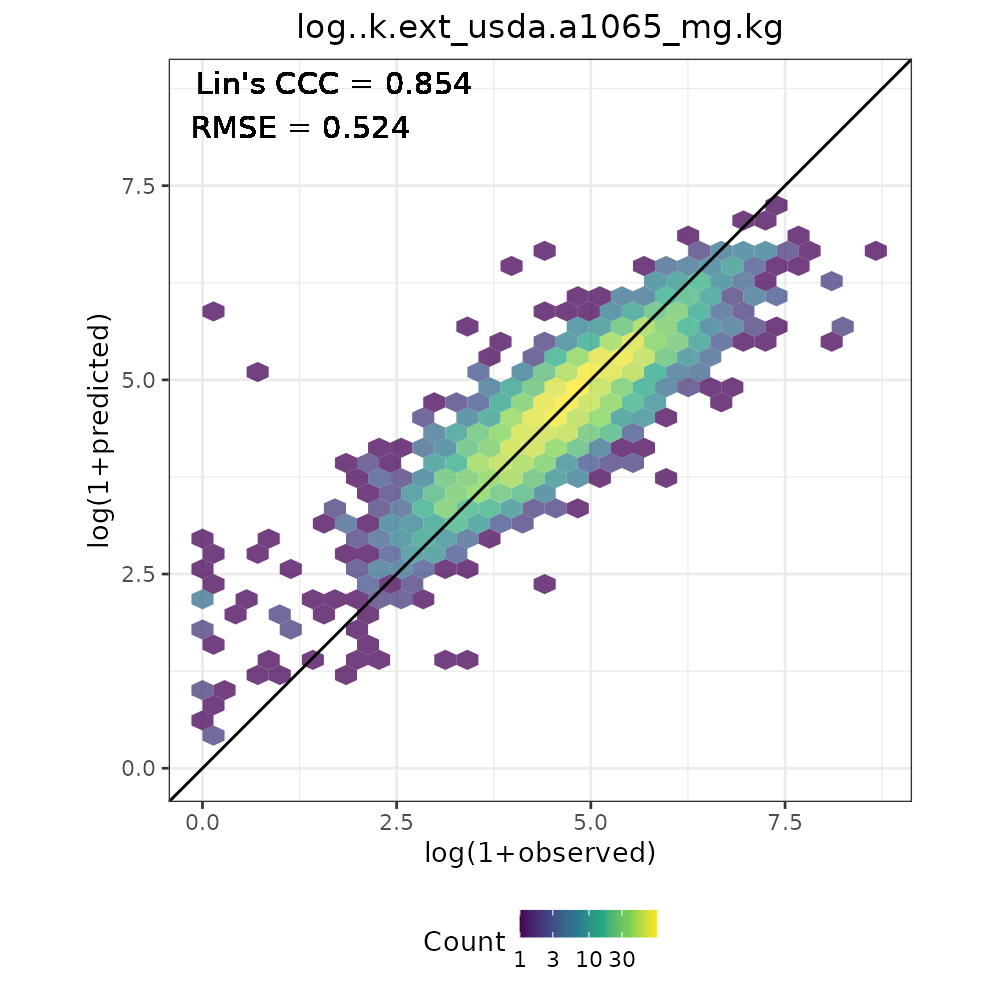 log..k.ext_usda.a1065_mg.kg
Lin's CCC = 0.854
RMSE = 0.524
log(1+predicted)
7.5
5.0
2.5
0.0
0.0 2.5 5.0 7.5
log(1+observed)
Count
1 3 10 30